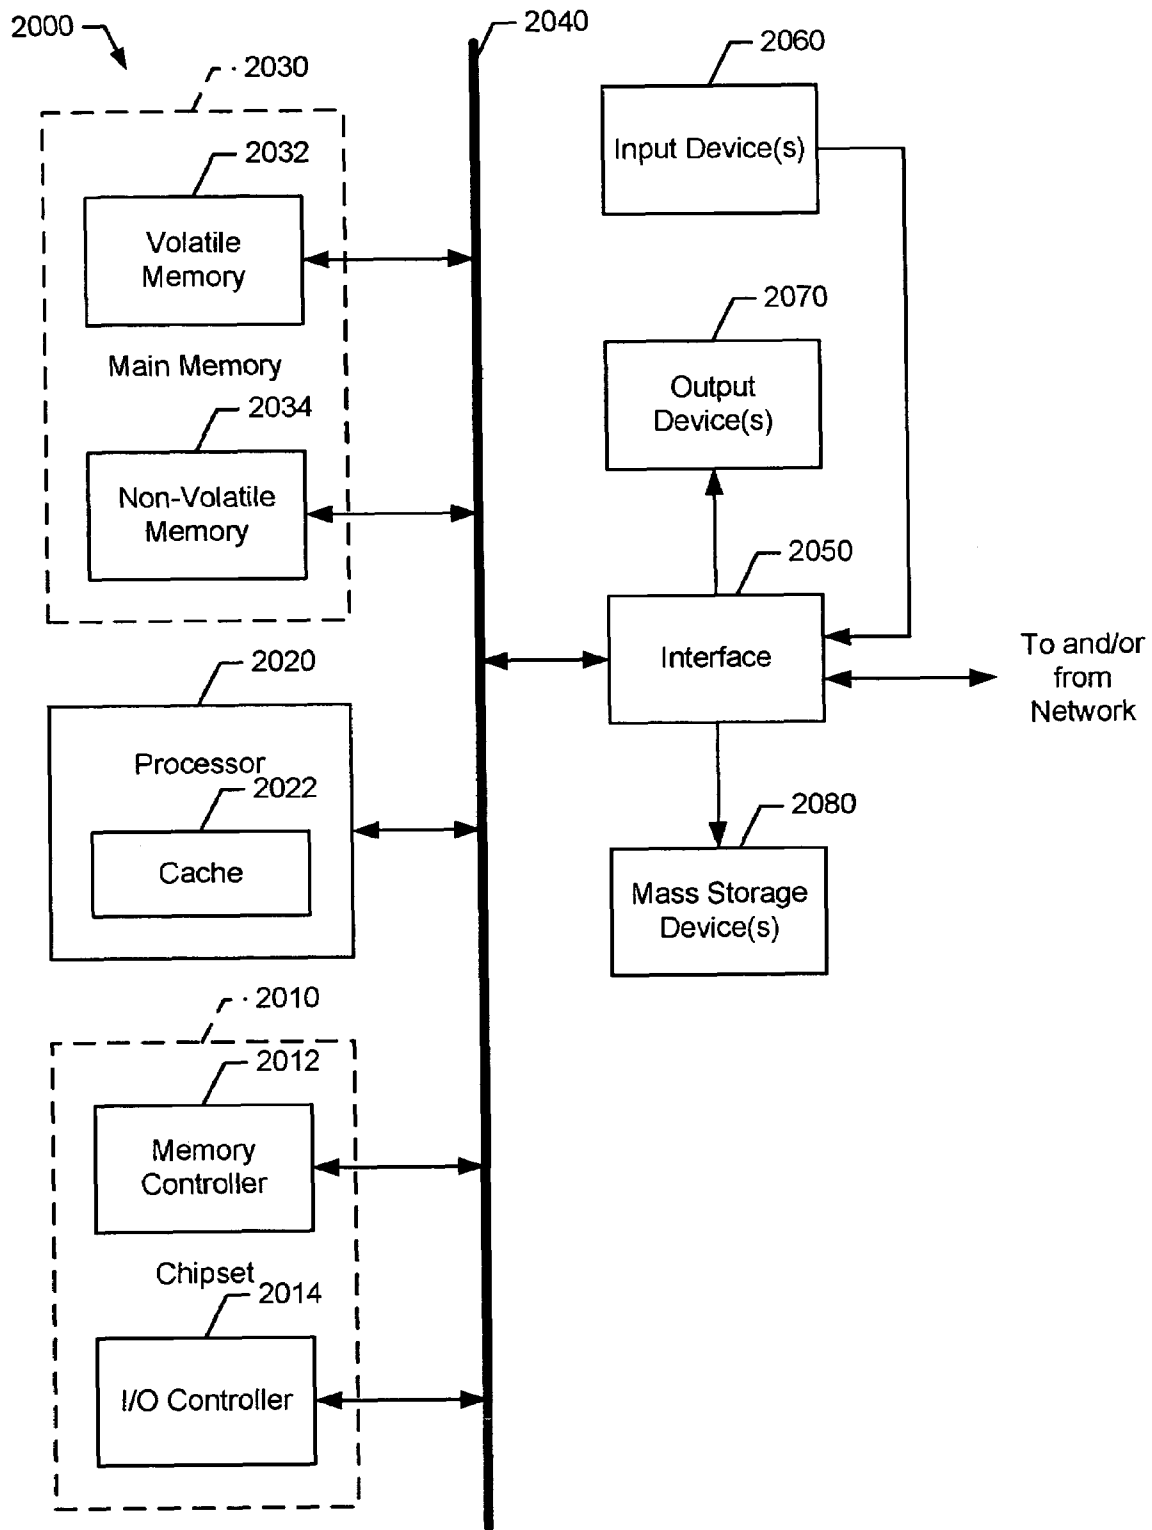 2000
2040
2030
2032
Volatile
Memory
Main Memory
2034
Non-Volatile
Memory
2020
Processor
2022
Cache
2010
2012
Memory
Controller
Chipset
2014
I/O Controller
2060
Input Device(s)
2070
Output
Device(s)
2050
Interface
To and/or
from
Network
2080
Mass Storage
Device(s)